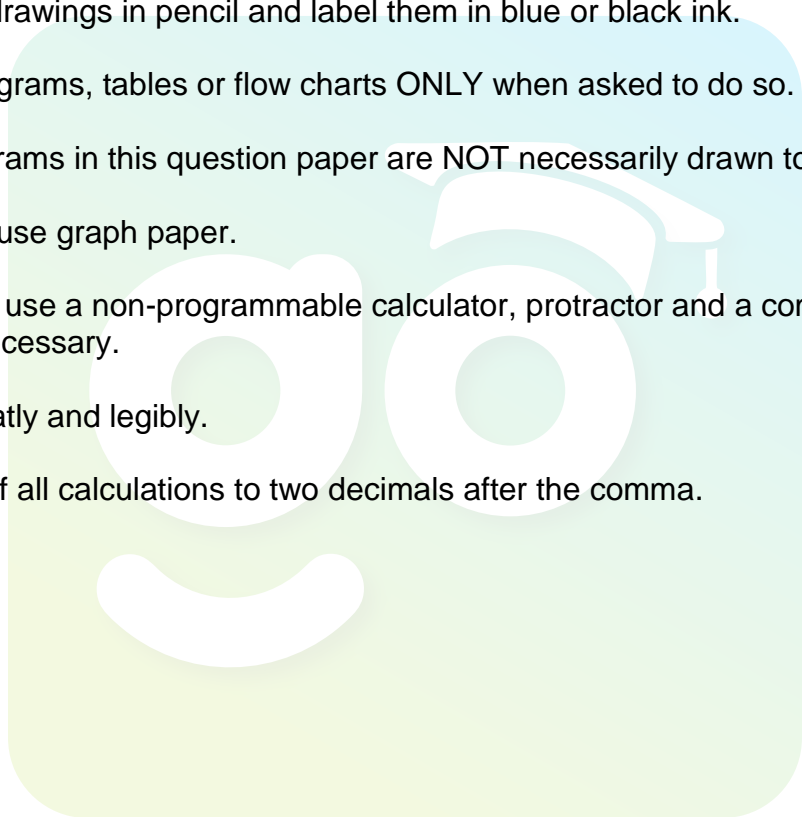 drawings in pencil and label them in blue or black ink.
grams, tables or flow charts ONLY when asked to do so.
rams in this question paper are NOT necessarily drawn to
use graph paper.
use a non-programmable calculator, protractor and a
cessary.
atly and legibly.
f all calculations to two decimals after the comma.
go